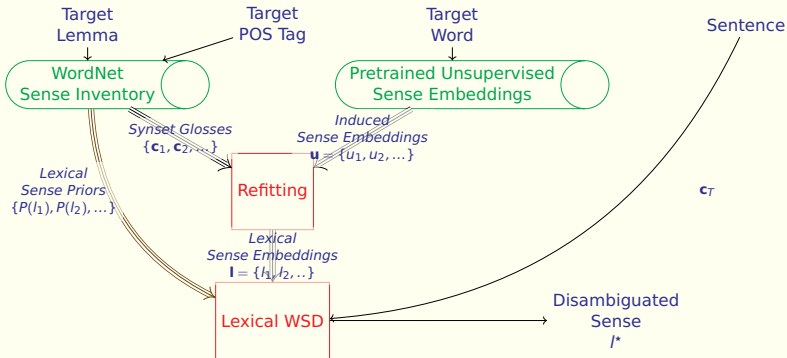 Target
Lemma
Target
POS Tag
Target
Word
Sentence
WordNet
Sense Inventory
Pretrained Unsupervised
Sense Embeddings
Synset Glosses
{c₁, c₂, …}
Induced
Sense Embeddings
u = {u₁, u₂, …}
Lexical
Sense Priors
{P(l₁), P(l₂), …}
Refitting
c_T
Lexical
Sense Embeddings
l = {l₁, l₂, ..}
Lexical WSD
Disambiguated
Sense
l*